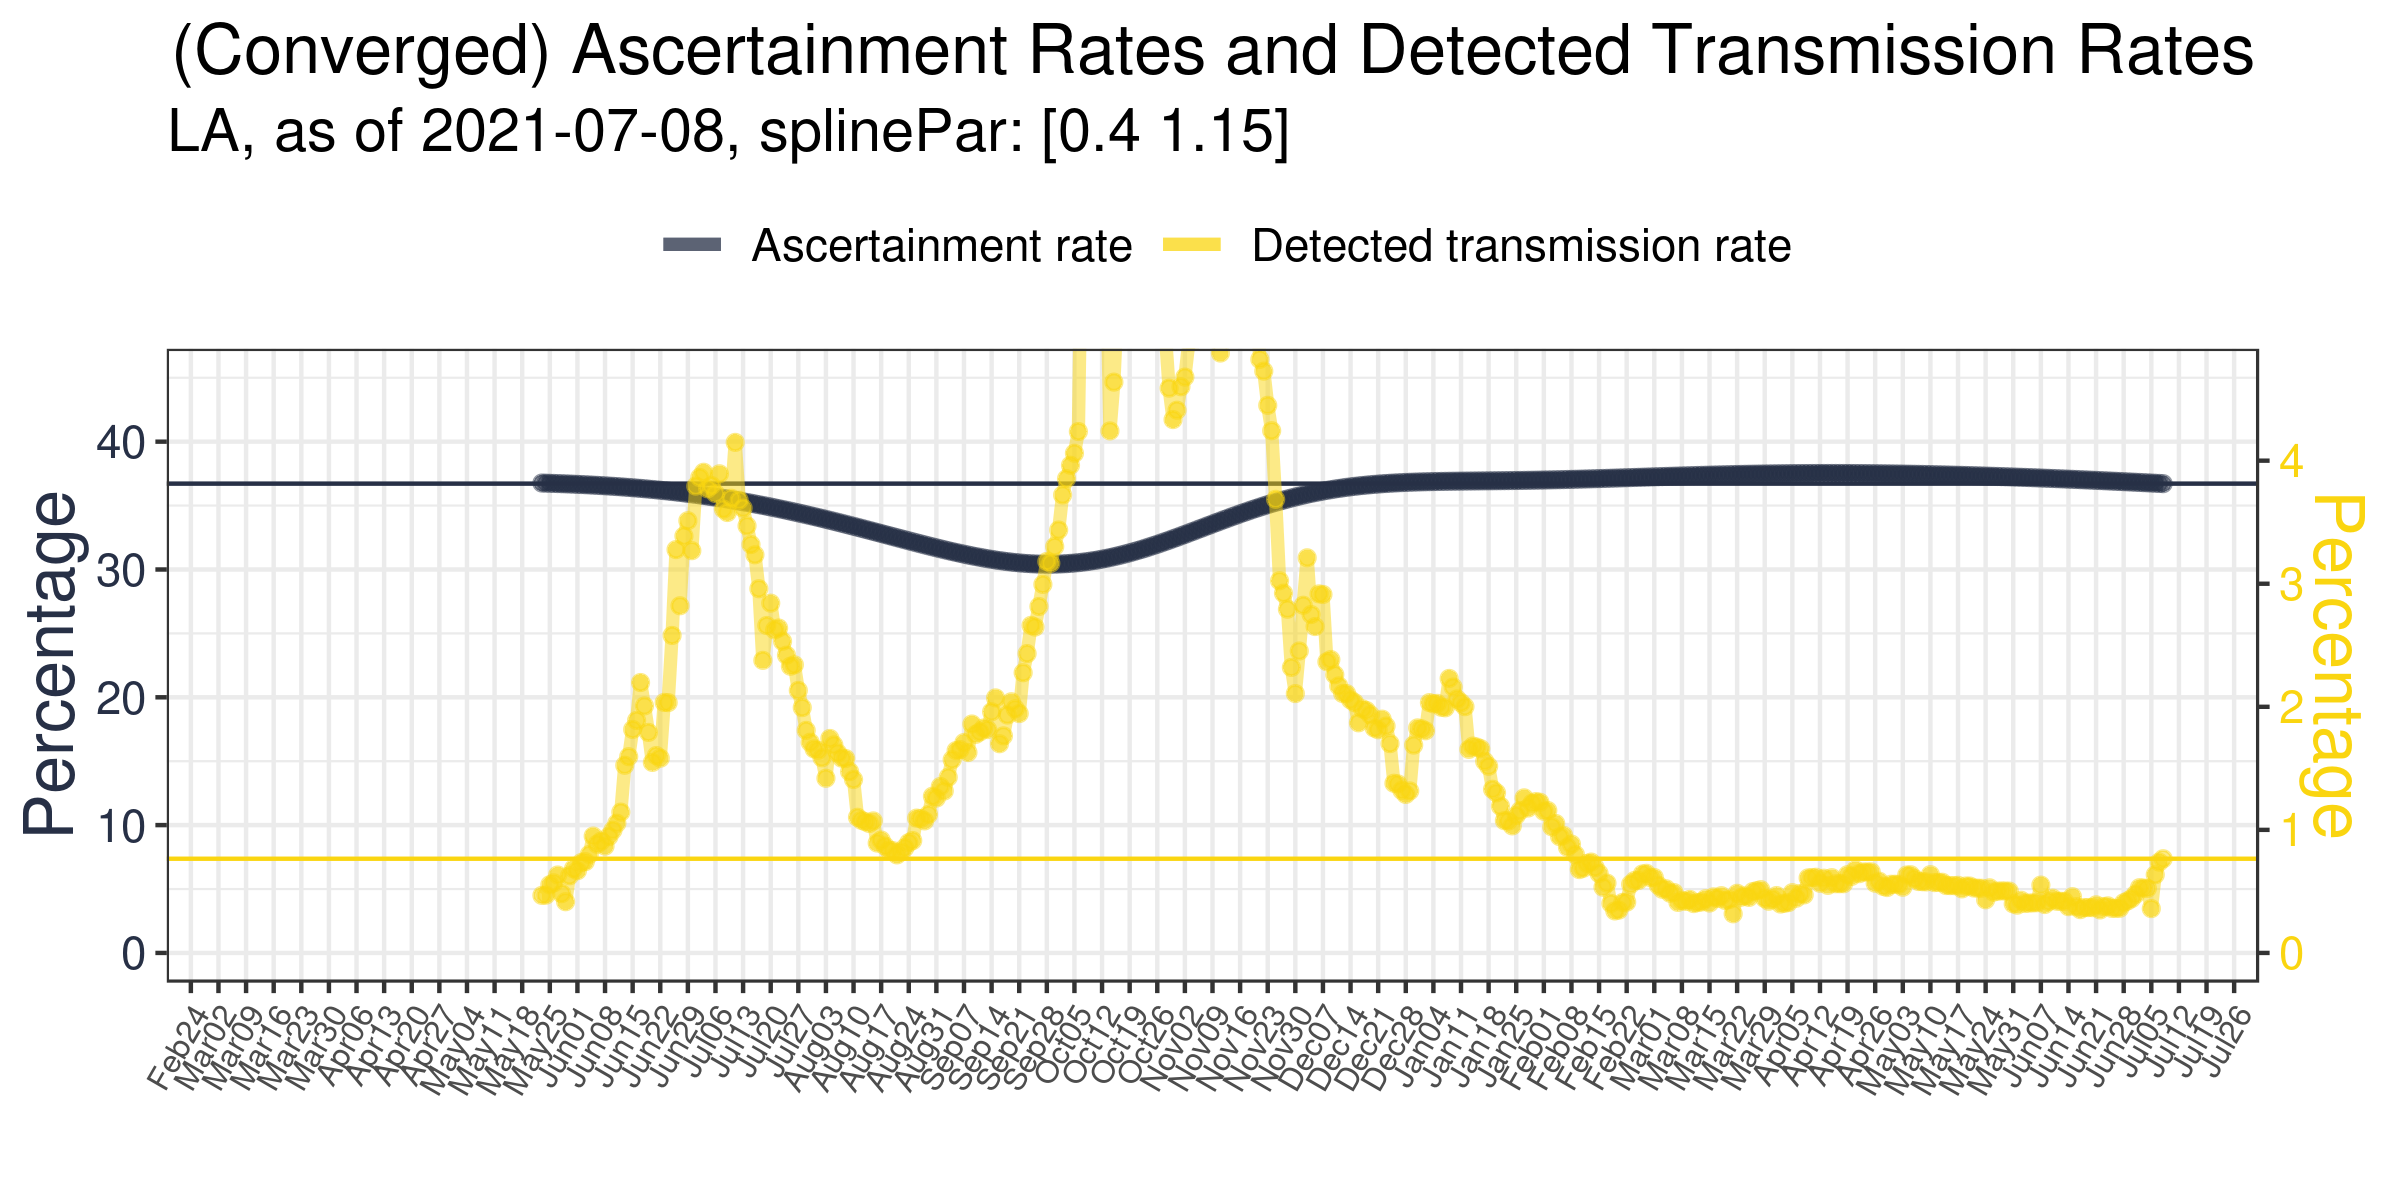 (Converged) Ascertainment Rates and Detected Transmission Rates
LA, as of 2021-07-08, splinePar: [0.4 1.15]
Ascertainment rate
Detected transmission rate
Percentage
40
30
20
10
0
4
3
2
1
0
Percentage
Feb24
Mar02
Mar09
Mar16
Mar23
Mar30
Apr06
Apr13
Apr20
Apr27
May04
May11
May18
May25
Jun01
Jun08
Jun15
Jun22
Jun29
Jul06
Jul13
Jul20
Jul27
Aug03
Aug10
Aug17
Aug24
Aug31
Sep07
Sep14
Sep21
Sep28
Oct05
Oct12
Oct19
Oct26
Nov02
Nov09
Nov16
Nov23
Nov30
Dec07
Dec14
Dec21
Dec28
Jan04
Jan11
Jan18
Jan25
Feb01
Feb08
Feb15
Feb22
Mar01
Mar08
Mar15
Mar22
Mar29
Apr05
Apr12
Apr19
Apr26
May03
May10
May17
May24
May31
Jun07
Jun14
Jun21
Jun28
Jul05
Jul12
Jul19
Jul26